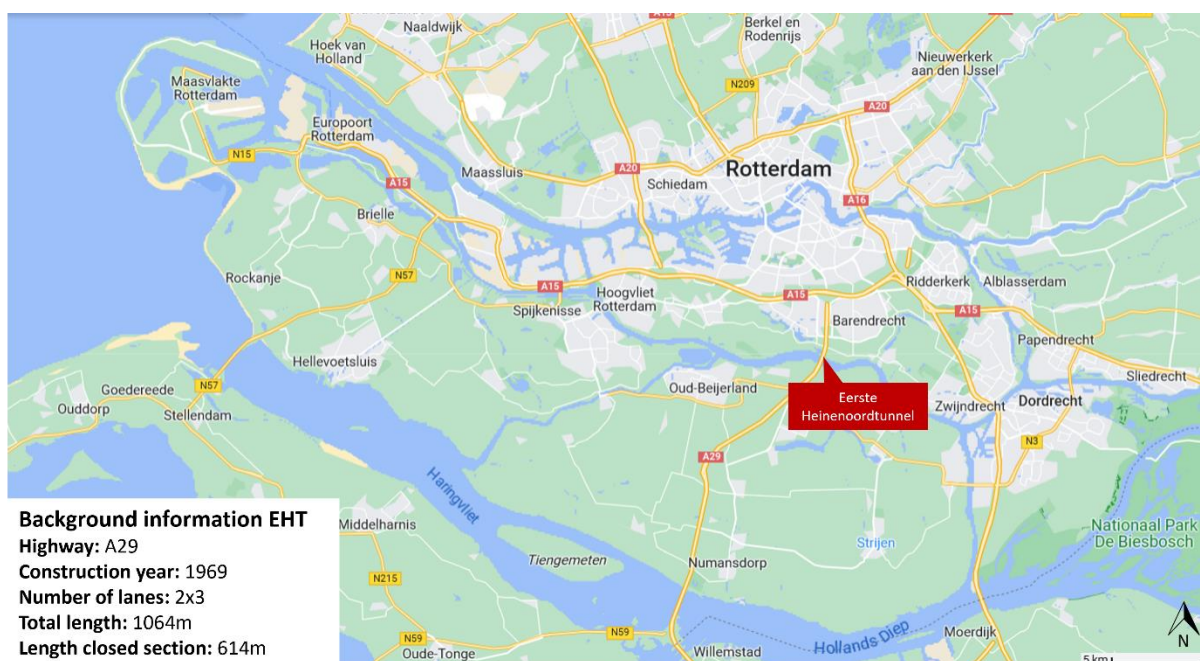 Naaldwijk
Hoek van
Holland
A13
Berkel en
Rodenrijs
Nieuwerkerk
aan den IJssel
N209
Maasvlakte
Rotterdam
Europoort
Rotterdam
A20
N15
A15
Maassluis
A20
Schiedam
Rotterdam
A16
Brielle
Rockanje
N57
A15
Spijkenisse
Hoogvliet
Rotterdam
A15
Ridderkerk
Alblasserdam
A15
Barendrecht
Papendrecht
Hellevoetsluis
Goedereede
N57
Ouddorp
Stellendam
Oud-Beijerland
Eerste
Heinenoordtunnel
Zwijndrecht
Dordrecht
Sliedrecht
N3
A29
Haringvliet
Middelharnis
Tiengemeten
Numansdorp
Strijen
Nationaal Park
De Biesbosch
N215
N59
Oude-Tonge
N59
Willemstad
Hollands Diep
Moerdijk
N
5 km
Background information EHT
Highway: A29
Construction year: 1969
Number of lanes: 2x3
Total length: 1064m
Length closed section: 614m